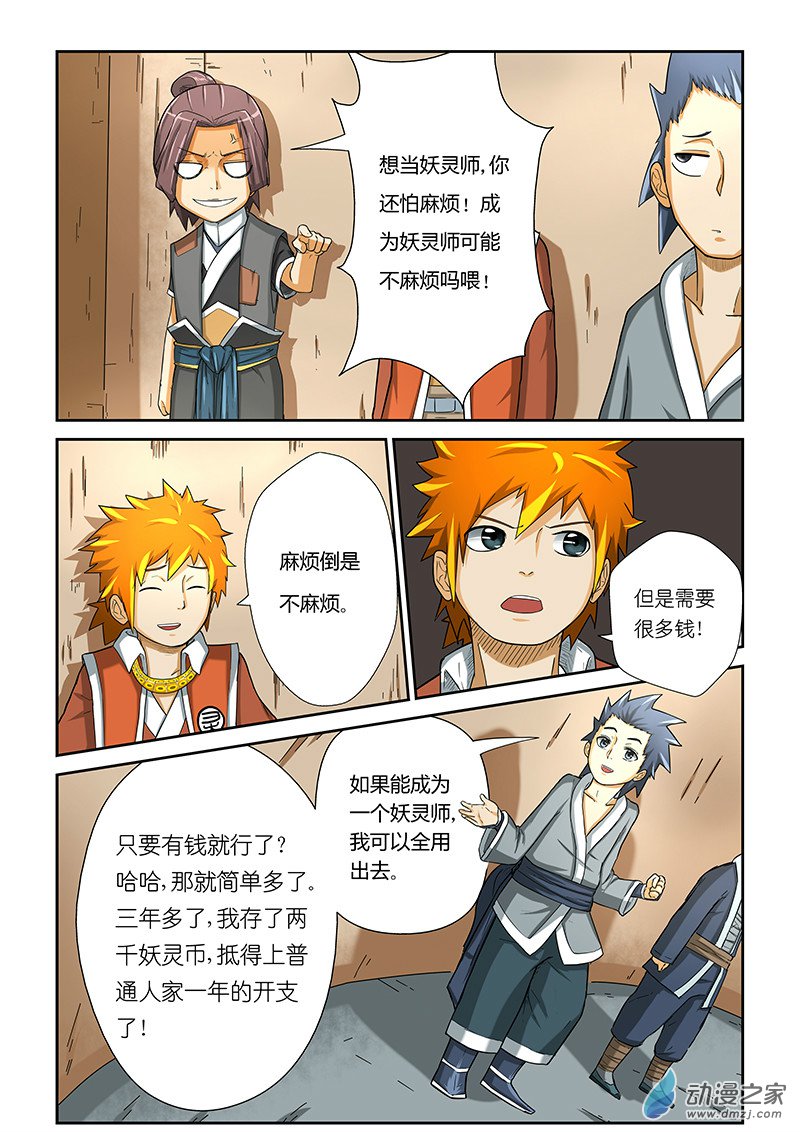 想当妖灵师,你
还怕麻烦！成
为妖灵师可能
不麻烦吗喂！
麻烦倒是
不麻烦。
但是需要
很多钱！
只要有钱就行了？
哈哈,那就简单多了。
三年多了,我存了两
千妖灵币,抵得上普
通人家一年的开支
了！
如果能成为
一个妖灵师,
我可以全用
出去。
动漫之家
www.dmzj.com